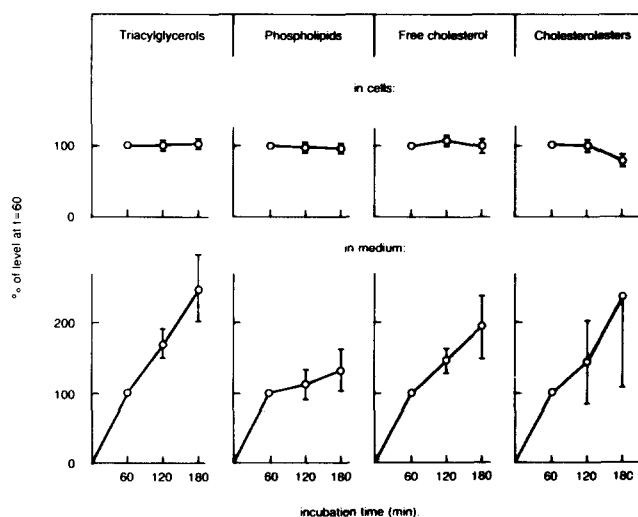 Triacylglycerols Phospholipids Free cholesterol Cholesterolesters
in cells:
100
0
% of level at t=60
in medium:
200
100
0
60 120 180 60 120 180 60 120 180 60 120 180
incubation time (min).